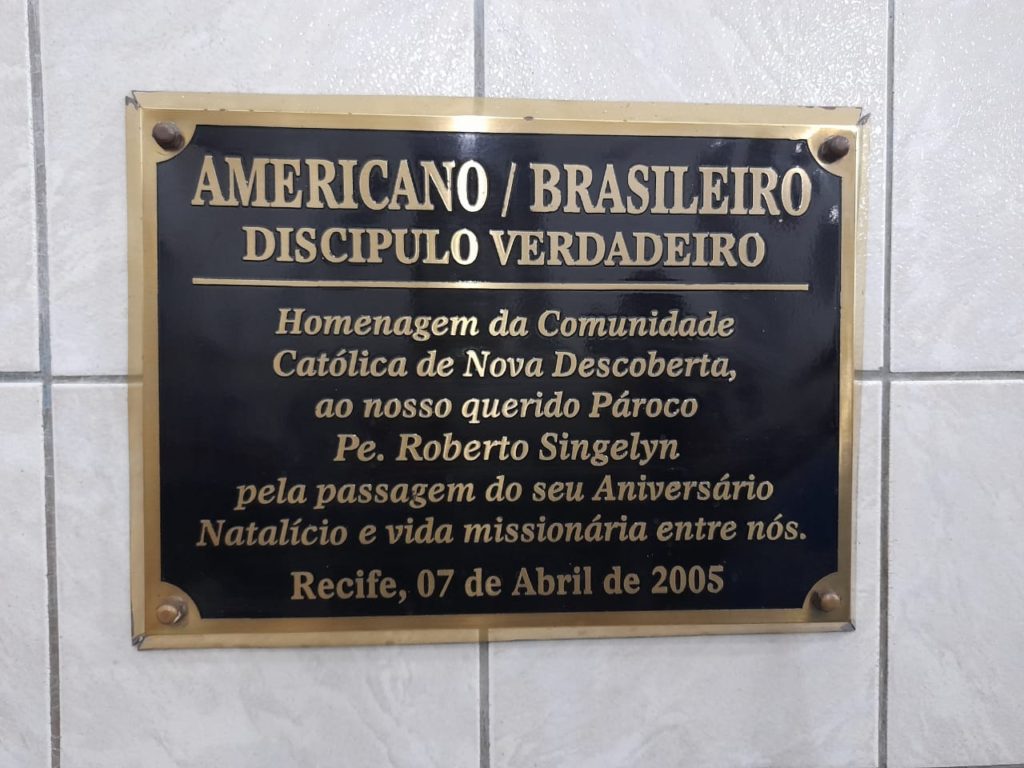 AMERICANO / BRASILEIRO
DISCIPULO VERDADEIRO
Homenagem da Comunidade
Católica de Nova Descoberta,
ao nosso querido Pároco
Pe. Roberto Singelyn
pela passagem do seu Aniversário
Natalício e vida missionária entre nós.
Recife, 07 de Abril de 2005